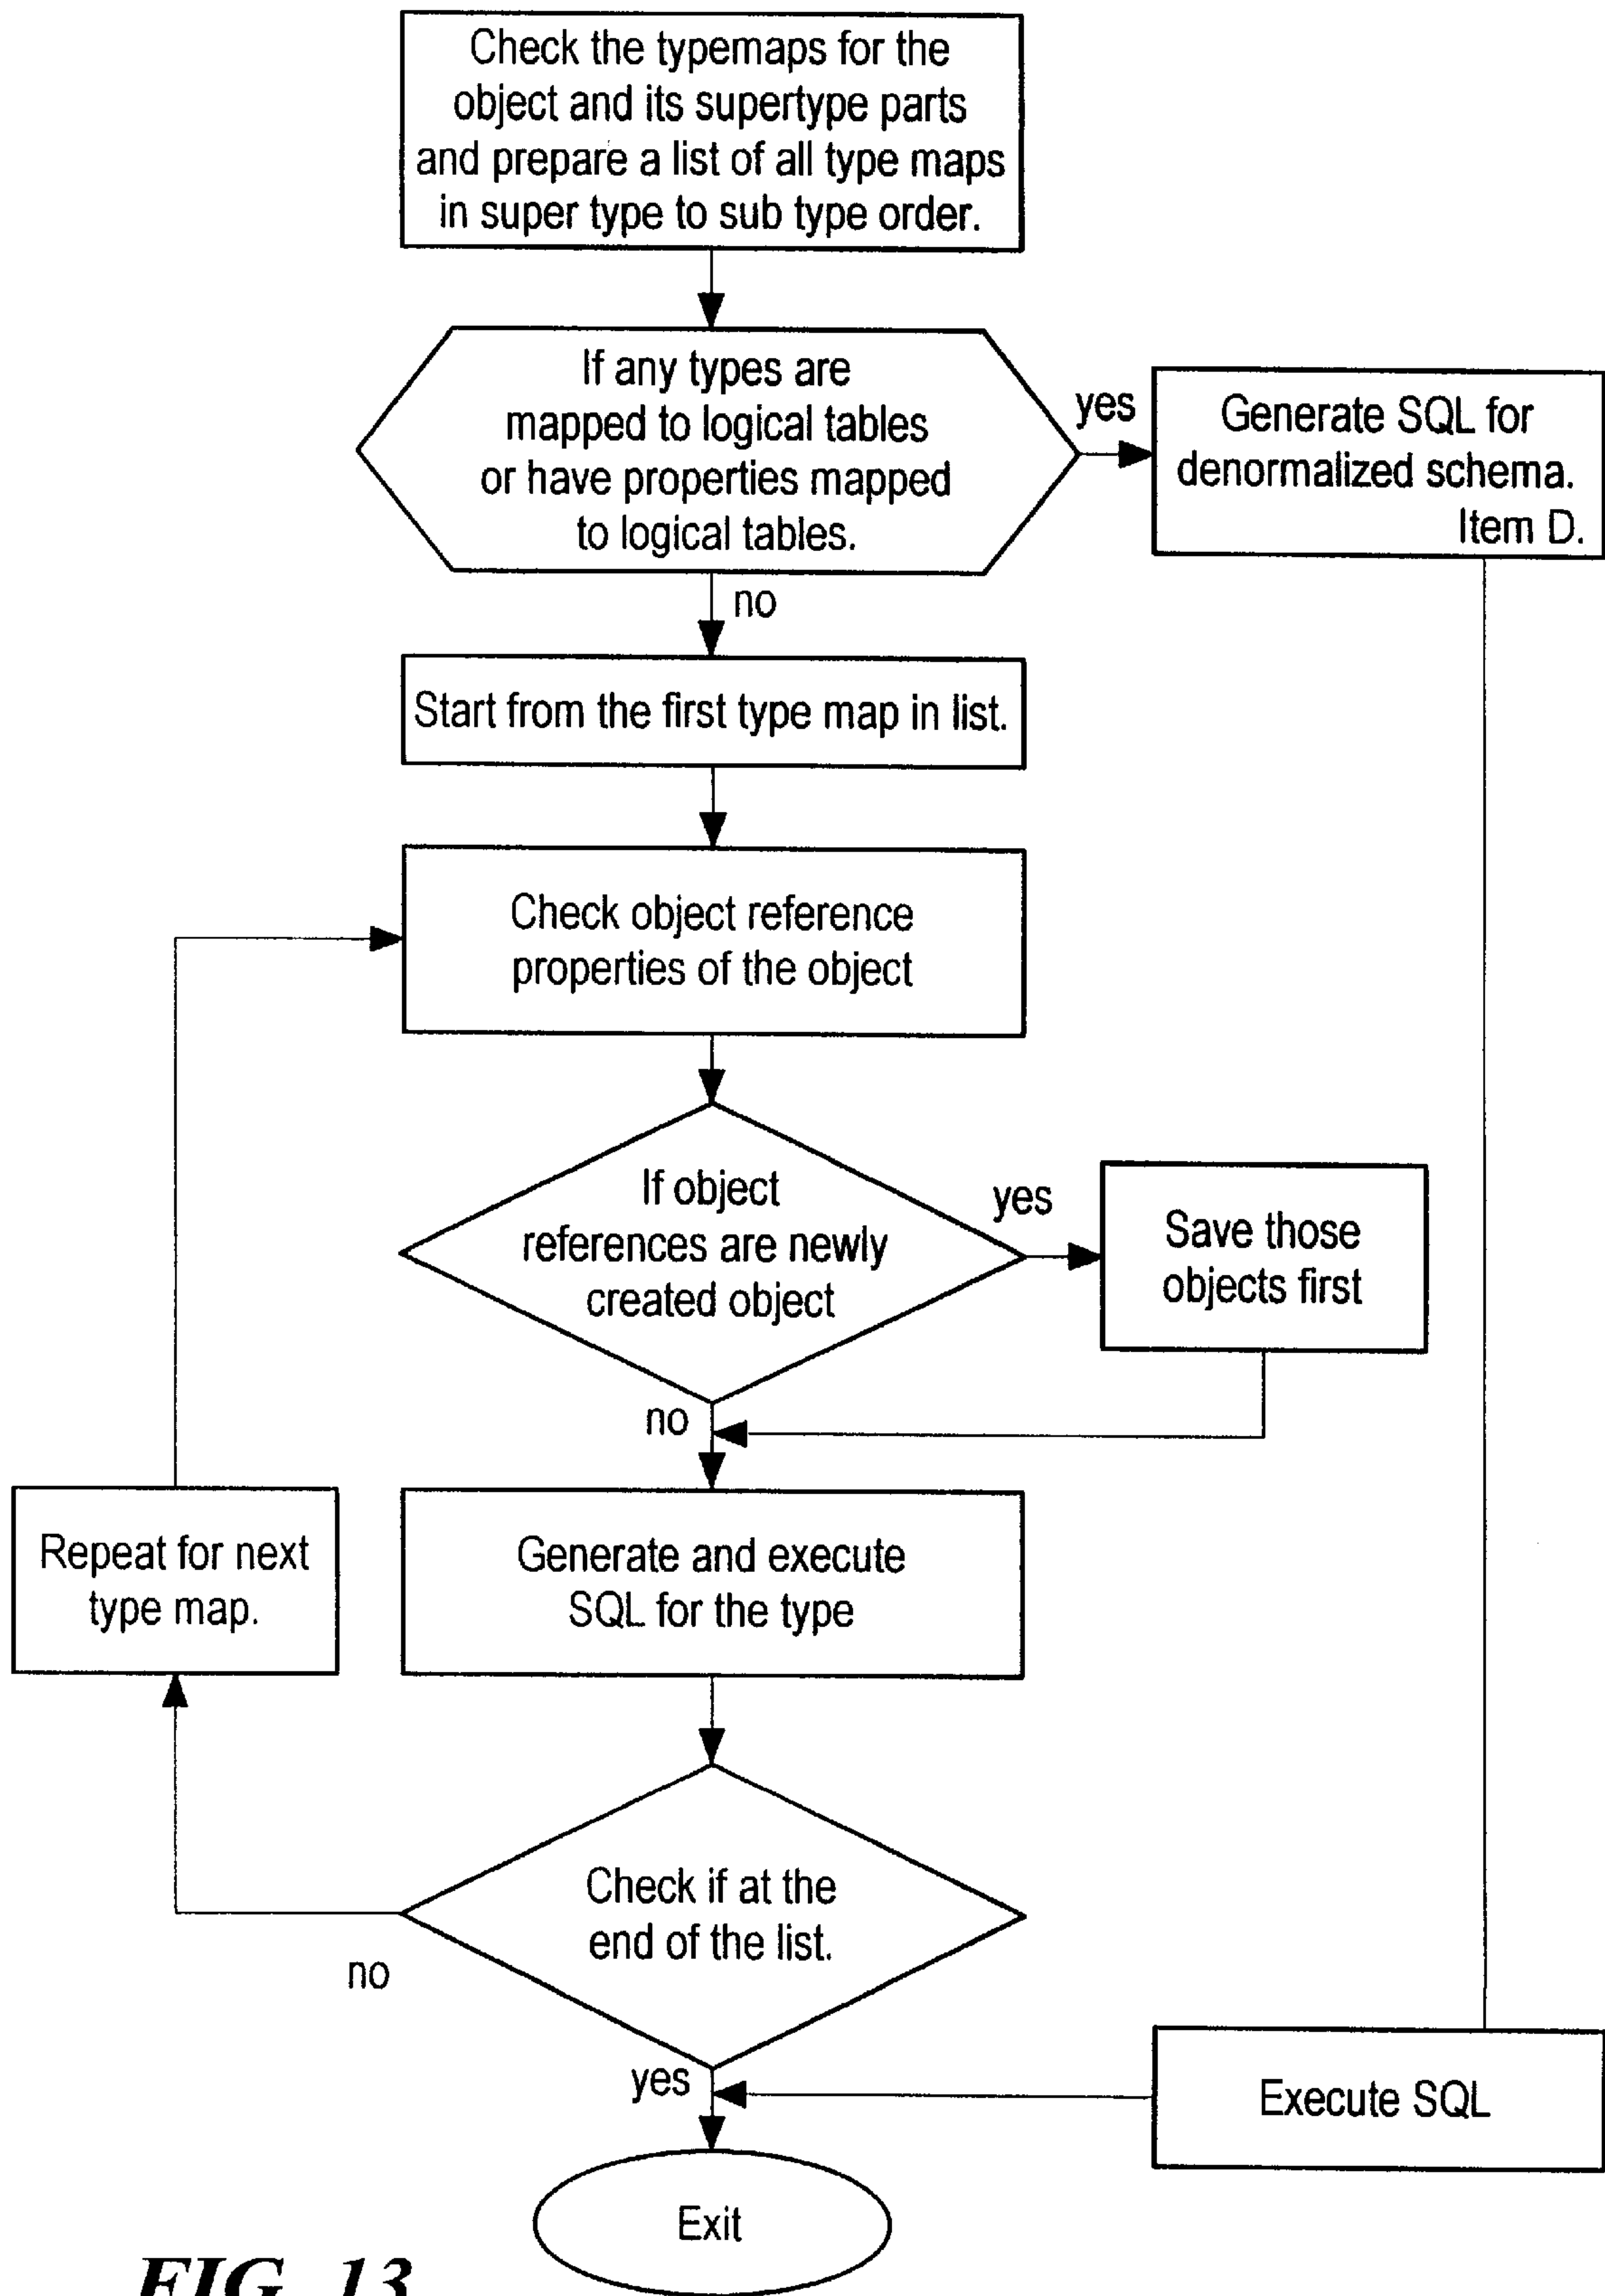 Check the typemaps for the
object and its supertype parts
and prepare a list of all type maps
in super type to sub type order.
If any types are
mapped to logical tables
or have properties mapped
to logical tables.
yes
Generate SQL for
denormalized schema.
Item D.
no
Start from the first type map in list.
Check object reference
properties of the object
If object
references are newly
created object
yes
Save those
objects first
no
Repeat for next
type map.
Generate and execute
SQL for the type
Check if at the
end of the list.
no
yes
Execute SQL
Exit
FIG. 13